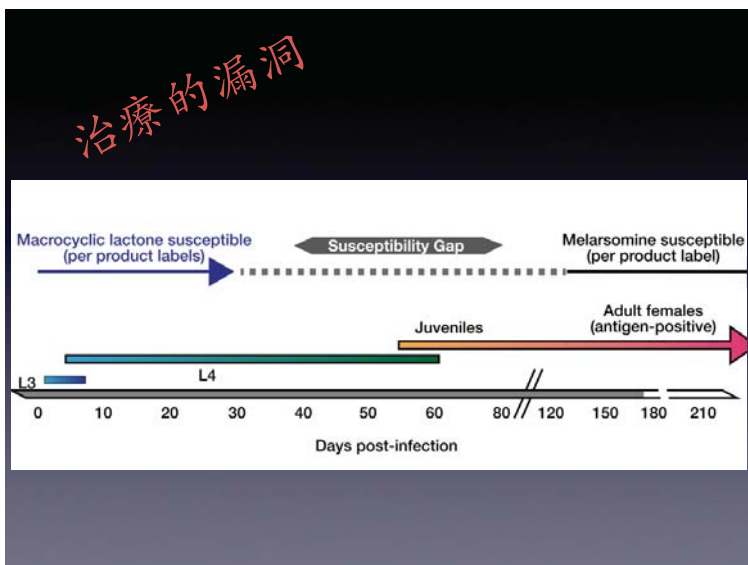 治療的漏洞
Macrocyclic lactone susceptible
(per product labels)
Susceptibility Gap
Melarsomine susceptible
(per product label)
Juveniles
Adult females
(antigen-positive)
L3
L4
0 10 20 30 40 50 60 80 120 150 180 210
Days post-infection